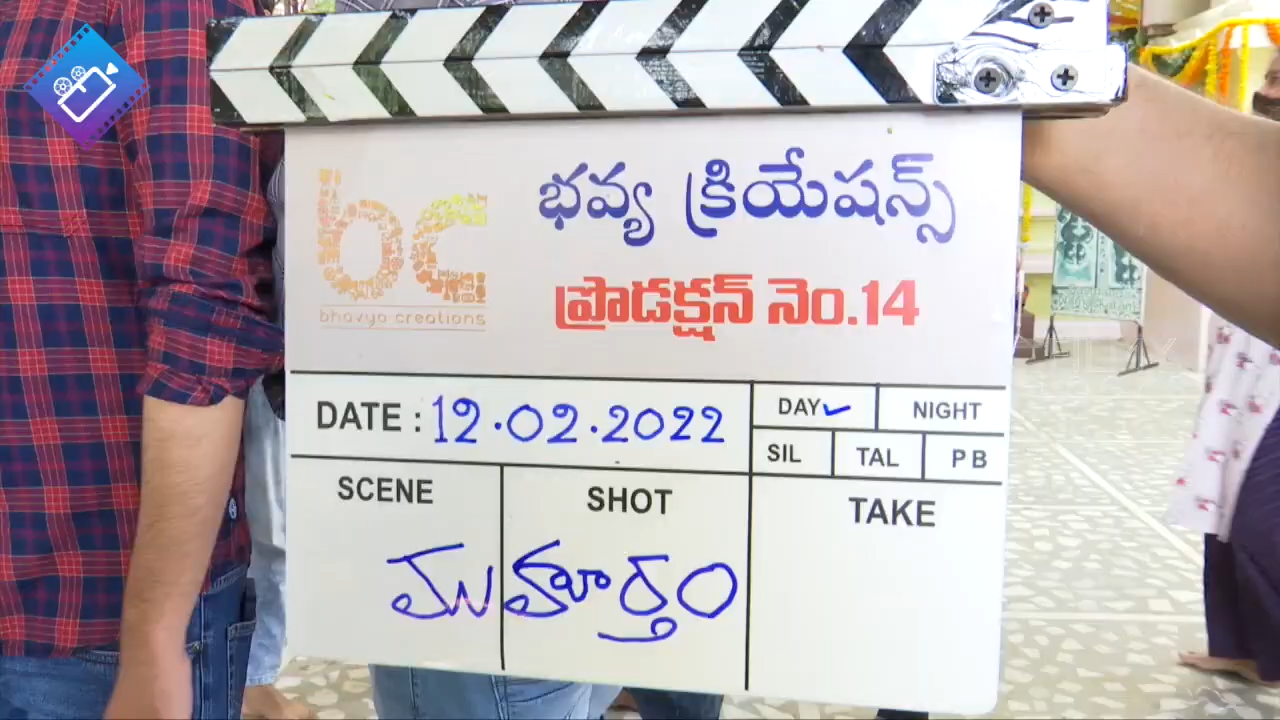 భవ్య క్రియేషన్స్
bc
bhavya creations
ప్రొడక్షన్ నెం.14
DATE : 12.02.2022
DAY✓ NIGHT
SIL TAL PB
SCENE SHOT TAKE
ముహూర్తం